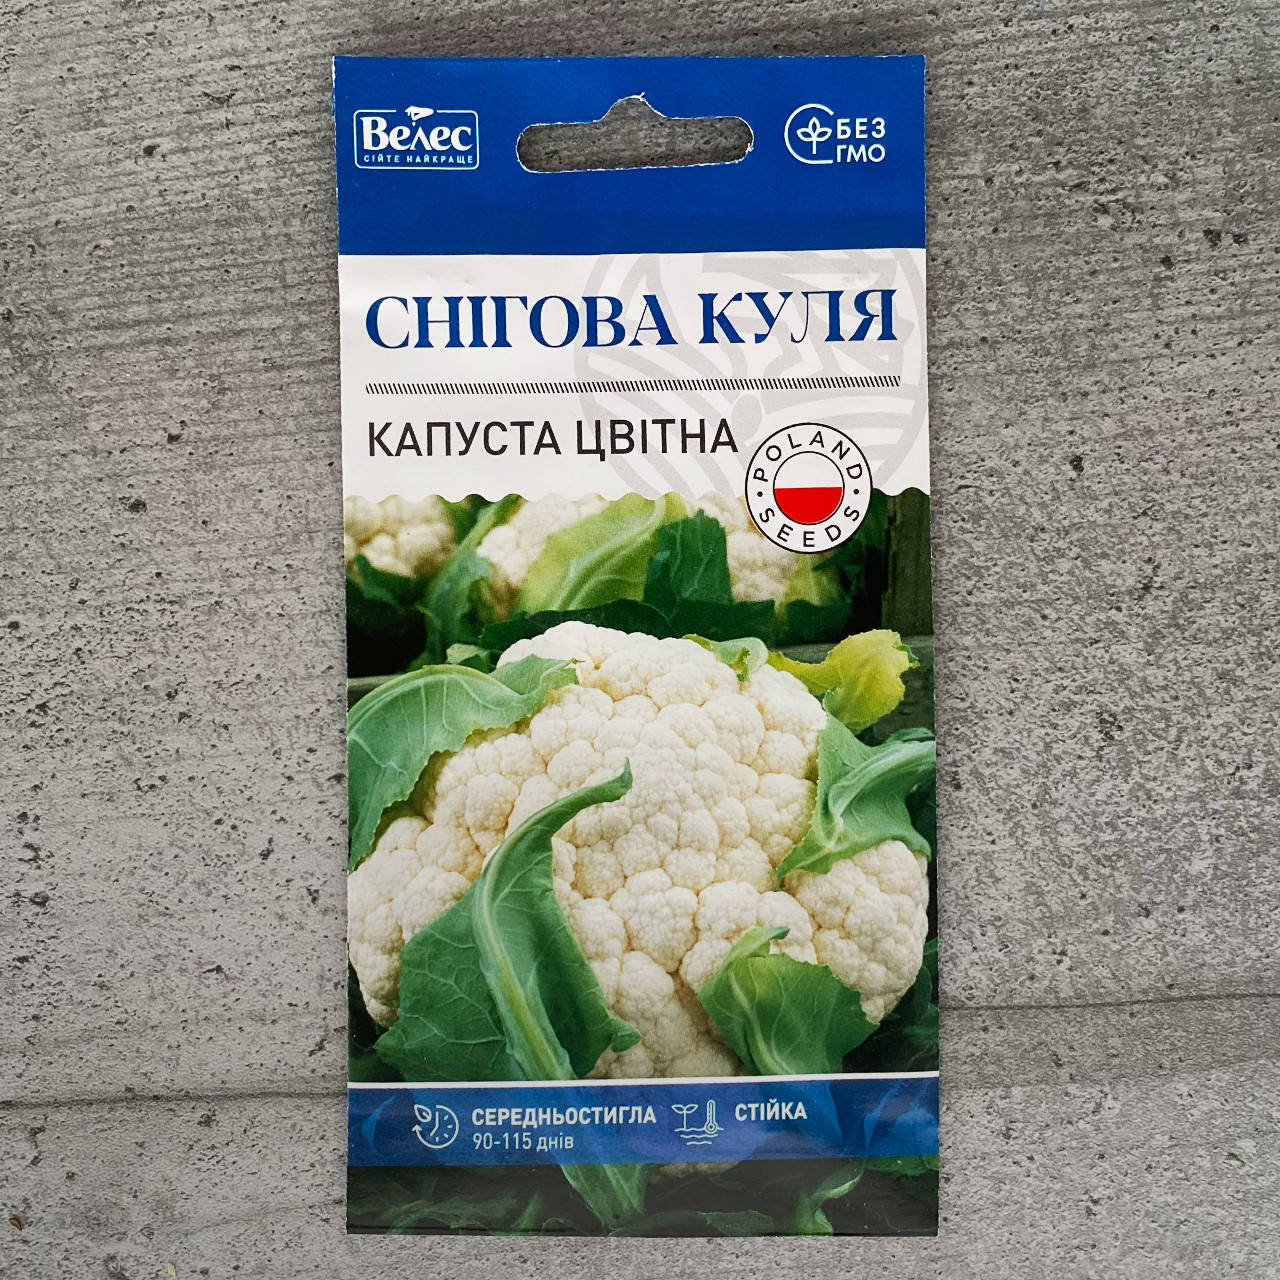 Велес
СІЙТЕ НАЙКРАЩЕ
БЕЗ
ГМО
СНІГОВА КУЛЯ
КАПУСТА ЦВІТНА
POLAND
SEEDS
СЕРЕДНЬОСТИГЛА
90-115 днів
СТІЙКА